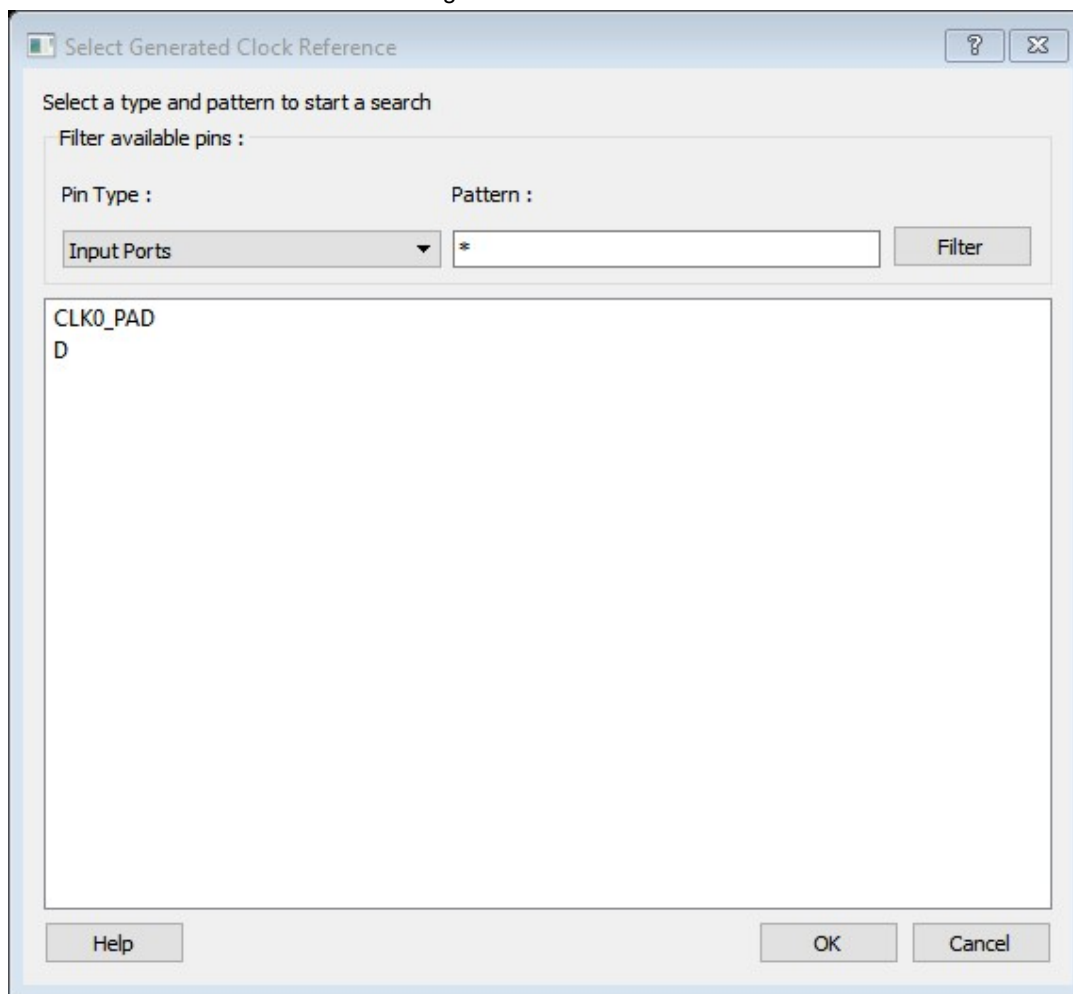 Select Generated Clock Reference
Select a type and pattern to start a search
Filter available pins :
Pin Type :
Pattern :
Input Ports
*
Filter
CLK0_PAD
D
Help
OK
Cancel